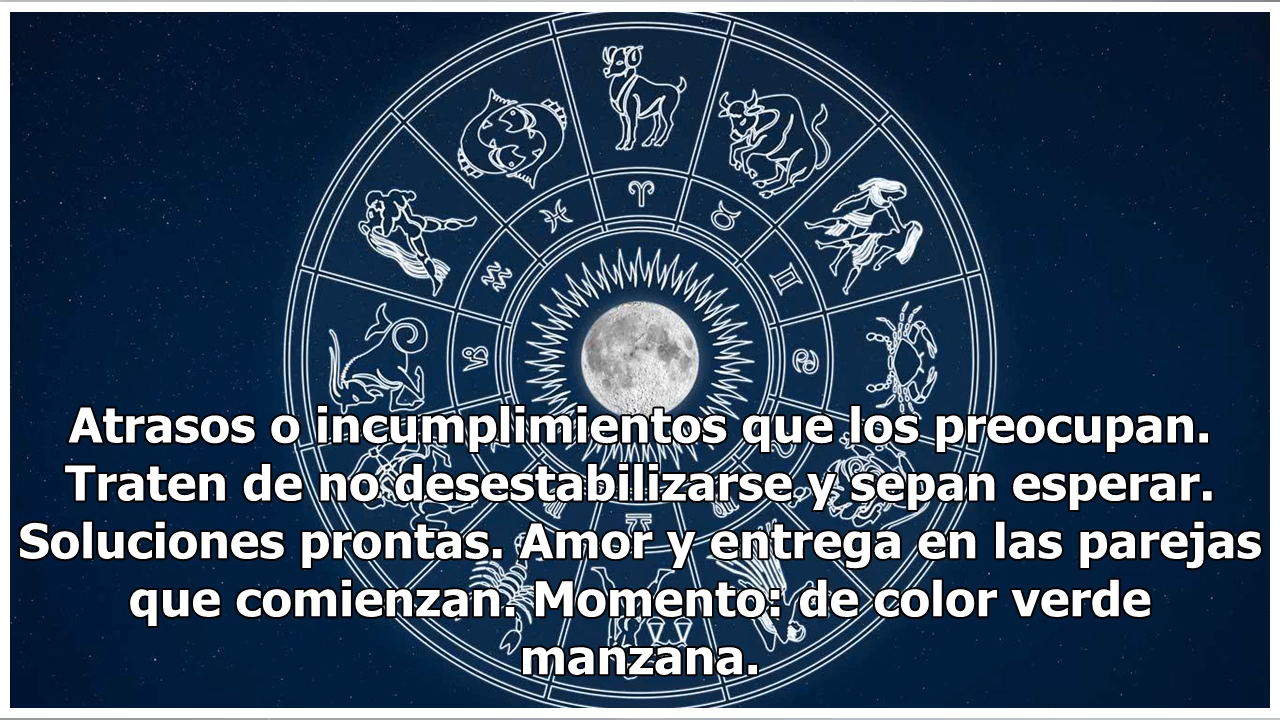 Atrasos o incumplimientos que los preocupan.
Traten de no desestabilizarse y sepan esperar.
Soluciones prontas. Amor y entrega en las parejas
que comienzan. Momento: de color verde
manzana.